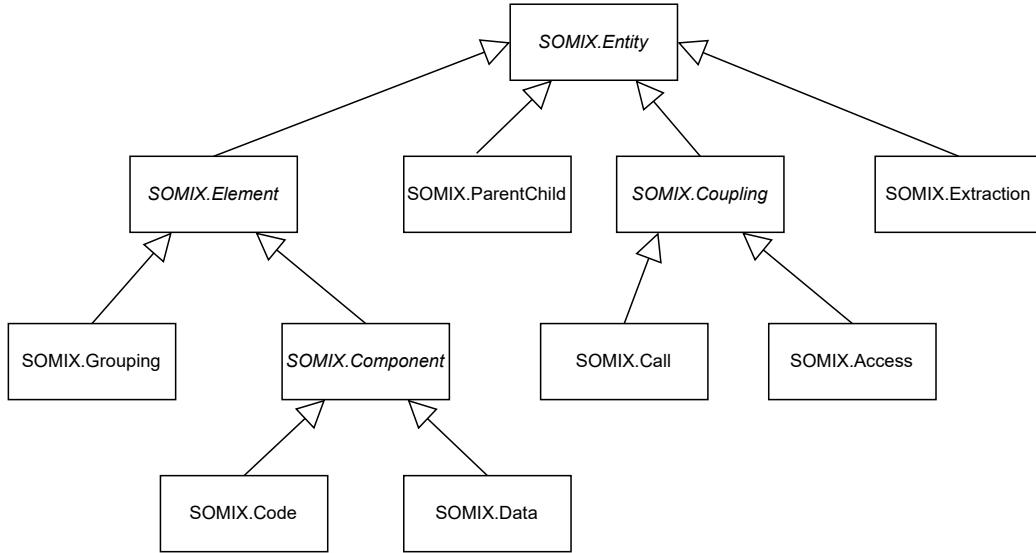 SOMIX.Entity
SOMIX.Element
SOMIX.ParentChild
SOMIX.Coupling
SOMIX.Extraction
SOMIX.Grouping
SOMIX.Component
SOMIX.Call
SOMIX.Access
SOMIX.Code
SOMIX.Data